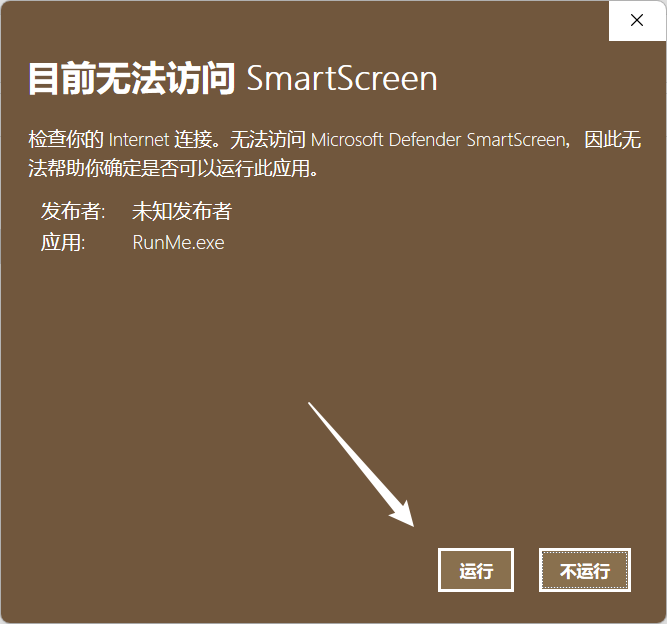 目前无法访问 SmartScreen
检查你的 Internet 连接。无法访问 Microsoft Defender SmartScreen，因此无
法帮助你确定是否可以运行此应用。
发布者: 未知发布者
应用: RunMe.exe
运行 不运行